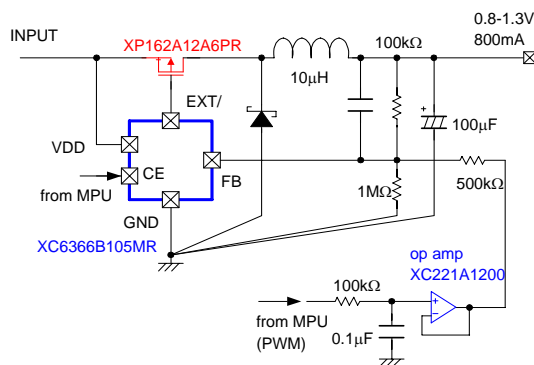 0.8-1.3V
800mA
INPUT
XP162A12A6PR
100kΩ
10μH
EXT/
100μF
VDD
CE
FB
from MPU
1MΩ
500kΩ
GND
XC6366B105MR
op amp
XC221A1200
100kΩ
+
−
from MPU
(PWM)
0.1μF
+